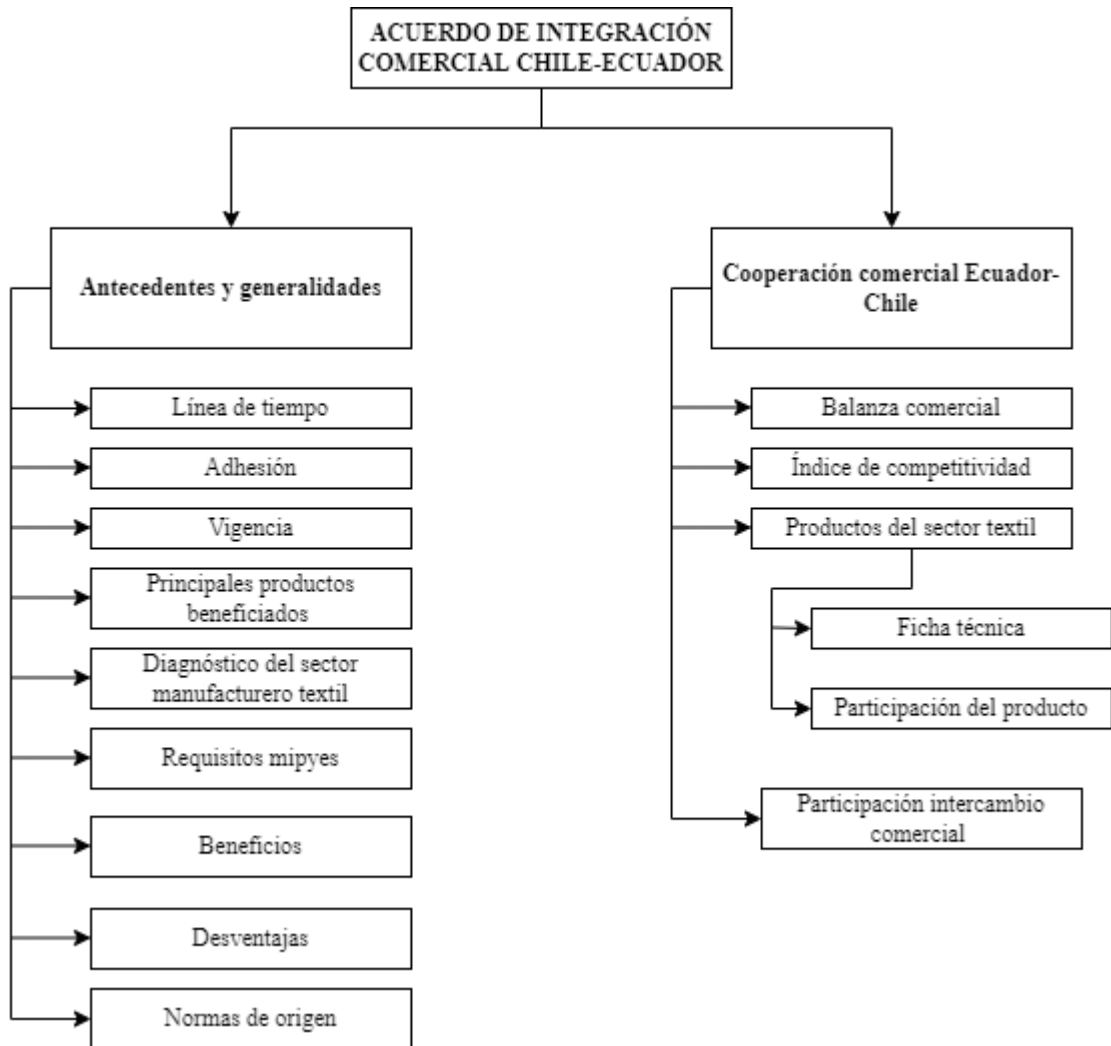 ACUERDO DE INTEGRACIÓN
COMERCIAL CHILE-ECUADOR
Antecedentes y generalidades
Línea de tiempo
Adhesión
Vigencia
Principales productos
beneficiados
Diagnóstico del sector
manufacturero textil
Requisitos mipyes
Beneficios
Desventajas
Normas de origen
Cooperación comercial Ecuador-
Chile
Balanza comercial
Índice de competitividad
Productos del sector textil
Ficha técnica
Participación del producto
Participación intercambio
comercial